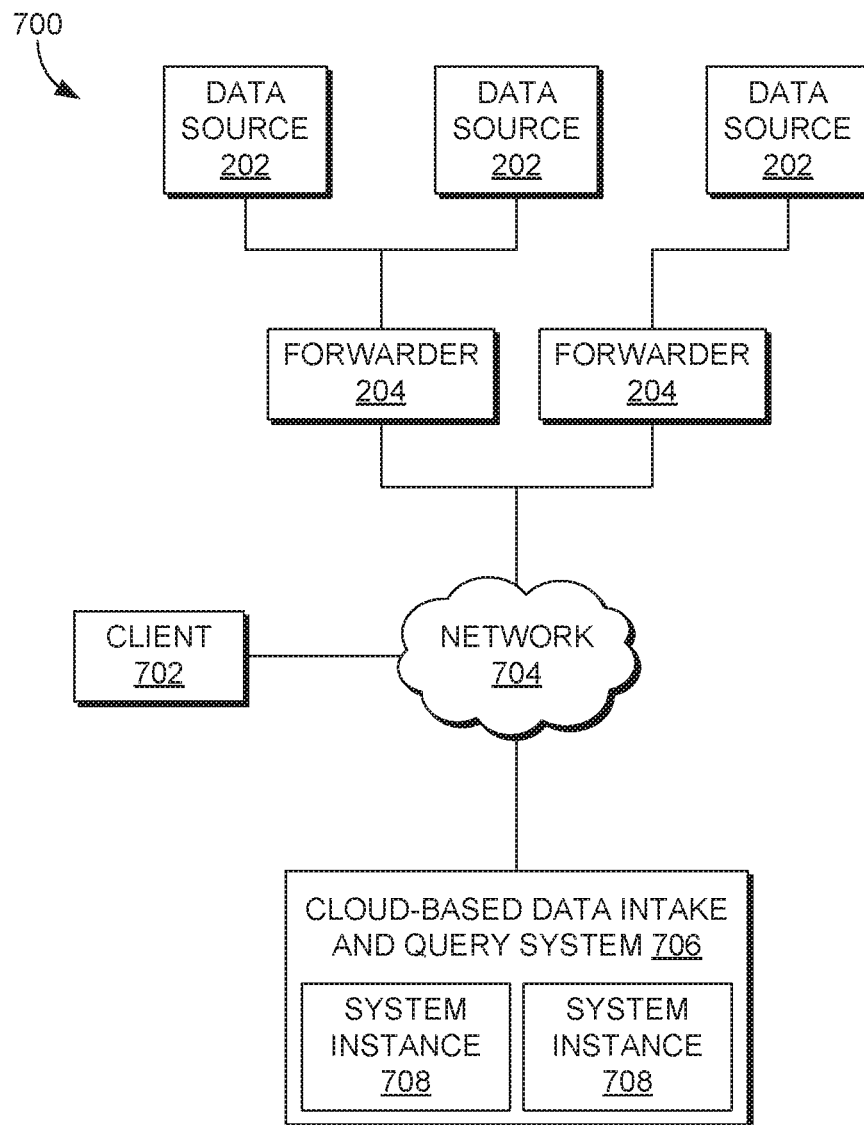 700
DATA
SOURCE
202
DATA
SOURCE
202
DATA
SOURCE
202
FORWARDER
204
FORWARDER
204
CLIENT
702
NETWORK
704
CLOUD-BASED DATA INTAKE
AND QUERY SYSTEM 706
SYSTEM
INSTANCE
708
SYSTEM
INSTANCE
708